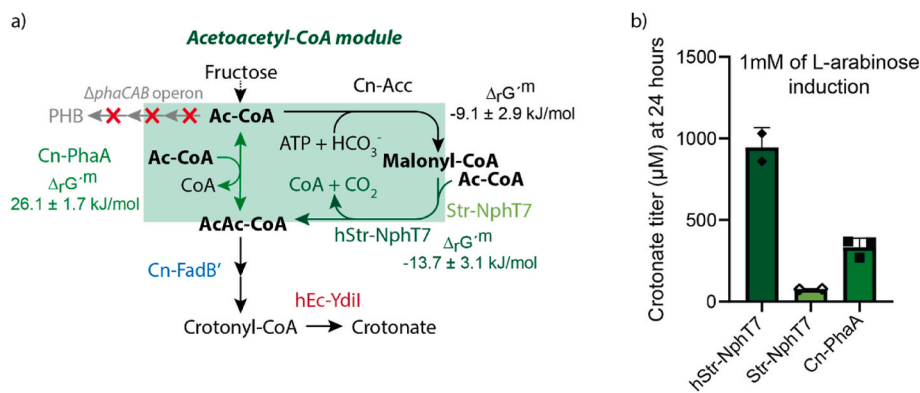 a)
Acetoacetyl-CoA module
Fructose
ΔphaCAB operon
PHB
Ac-CoA
Cn-Acc
ΔrG′m
-9.1 ± 2.9 kJ/mol
ATP + HCO3-
Cn-PhaA
ΔrG′m
26.1 ± 1.7 kJ/mol
Ac-CoA
CoA
CoA + CO2
Malonyl-CoA
Ac-CoA
Str-NphT7
AcAc-CoA
hStr-NphT7
ΔrG′m
-13.7 ± 3.1 kJ/mol
Cn-FadB’
hEc-YdiI
Crotonyl-CoA
Crotonate
b)
Crotonate titer (µM) at 24 hours
1500
1000
500
0
1mM of L-arabinose
induction
hStr-NphT7
Str-NphT7
Cn-PhaA